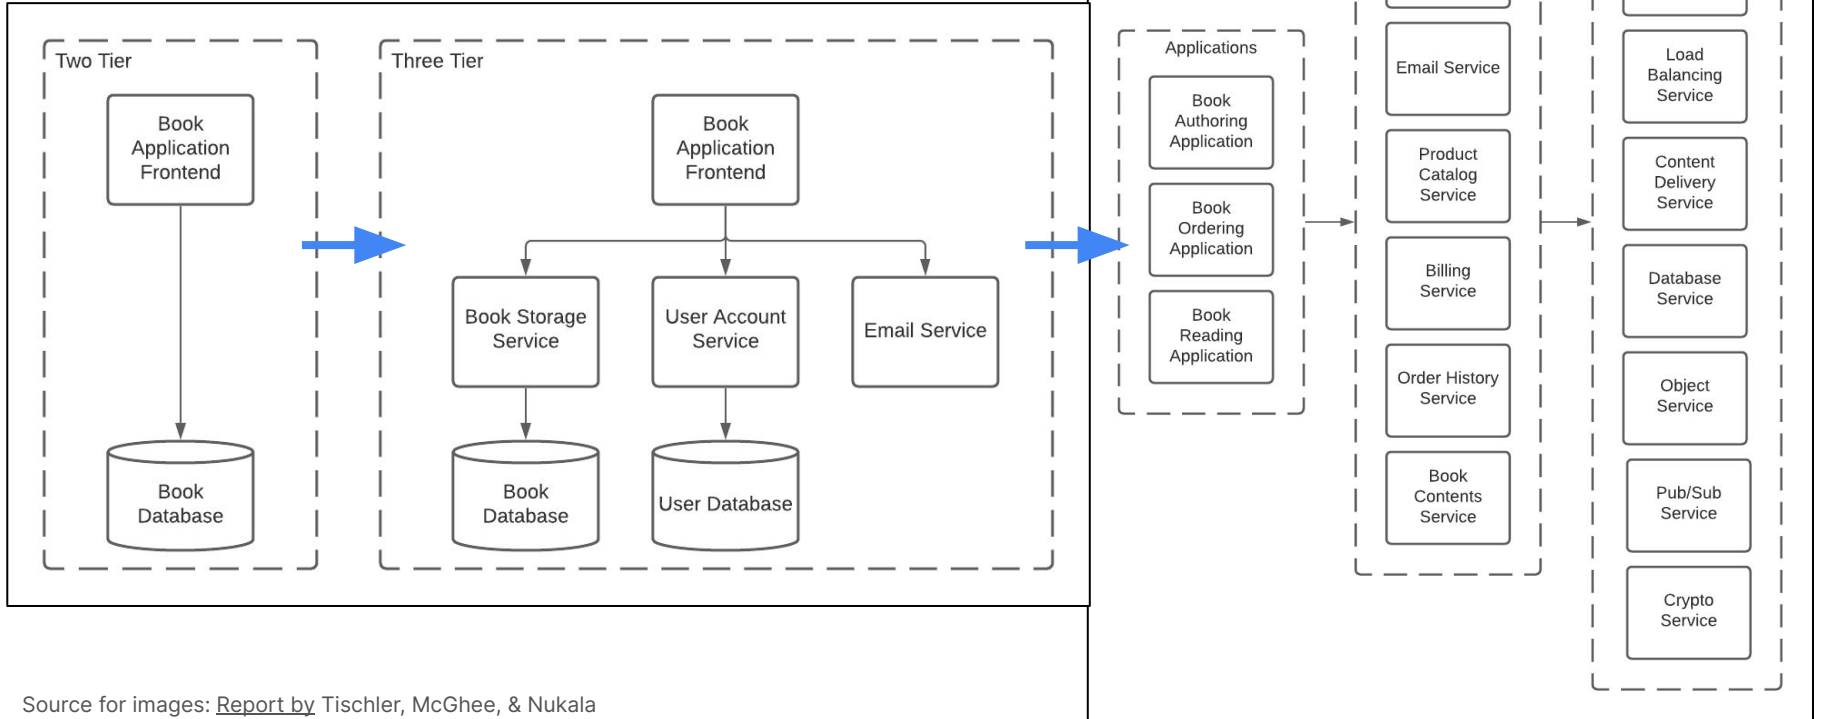 Two Tier
Book
Application
Frontend
Book
Database
Three Tier
Book
Application
Frontend
Book Storage
Service
User Account
Service
Email Service
Book
Database
User Database
Applications
Book
Authoring
Application
Book
Ordering
Application
Book
Reading
Application
Email Service
Product
Catalog
Service
Billing
Service
Order History
Service
Book
Contents
Service
Load
Balancing
Service
Content
Delivery
Service
Database
Service
Object
Service
Pub/Sub
Service
Crypto
Service
Source for images: Report by Tischler, McGhee, & Nukala